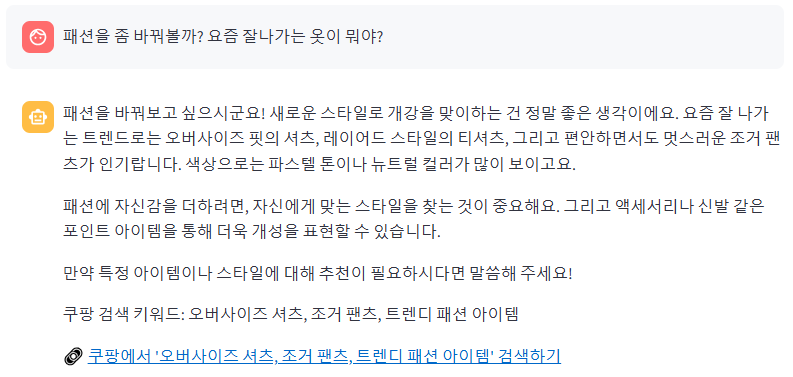 패션을 좀 바꿔볼까? 요즘 잘나가는 옷이 뭐야?
패션을 바꿔보고 싶으시군요! 새로운 스타일로 개강을 맞이하는 건 정말 좋은 생각이에요. 요즘 잘 나가
는 트렌드로는 오버사이즈 핏의 셔츠, 레이어드 스타일의 티셔츠, 그리고 편안하면서도 멋스러운 조거 팬
츠가 인기랍니다. 색상으로는 파스텔 톤이나 뉴트럴 컬러가 많이 보이고요.
패션에 자신감을 더하려면, 자신에게 맞는 스타일을 찾는 것이 중요해요. 그리고 액세서리나 신발 같은
포인트 아이템을 통해 더욱 개성을 표현할 수 있습니다.
만약 특정 아이템이나 스타일에 대해 추천이 필요하시다면 말씀해 주세요!
쿠팡 검색 키워드: 오버사이즈 셔츠, 조거 팬츠, 트렌디 패션 아이템
쿠팡에서 '오버사이즈 셔츠, 조거 팬츠, 트렌디 패션 아이템' 검색하기